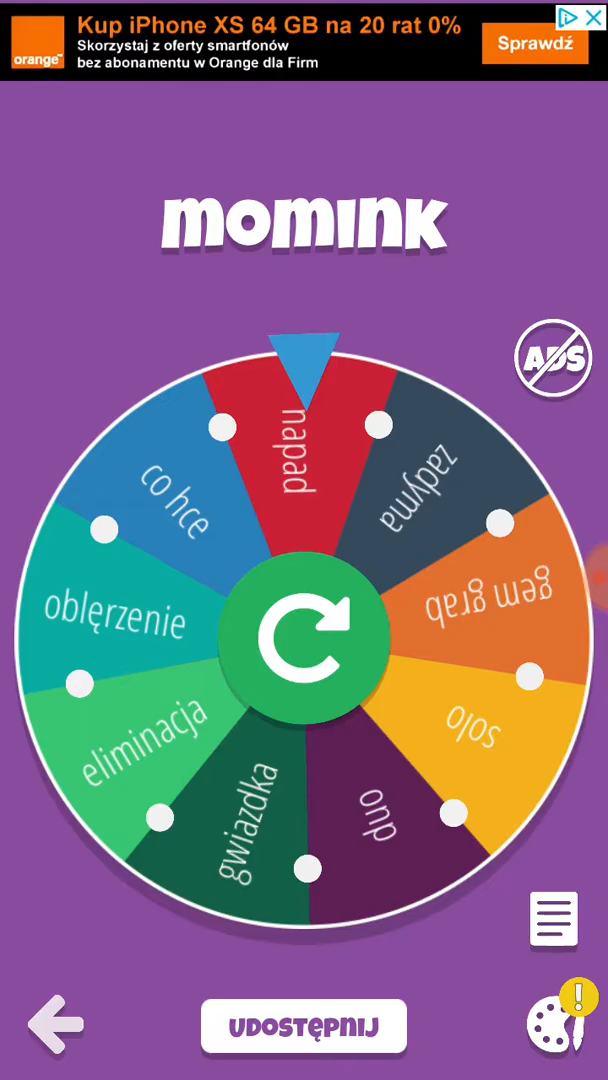 Kup iPhone XS 64 GB na 20 rat 0%
Skorzystaj z oferty smartfonów
bez abonamentu w Orange dla Firm
orange™
Sprawdź
momink
ADS
napad
zadyma
gem grab
solo
duo
gwiazdka
eliminacja
oblęrzenie
co hce
!
Udostępnij